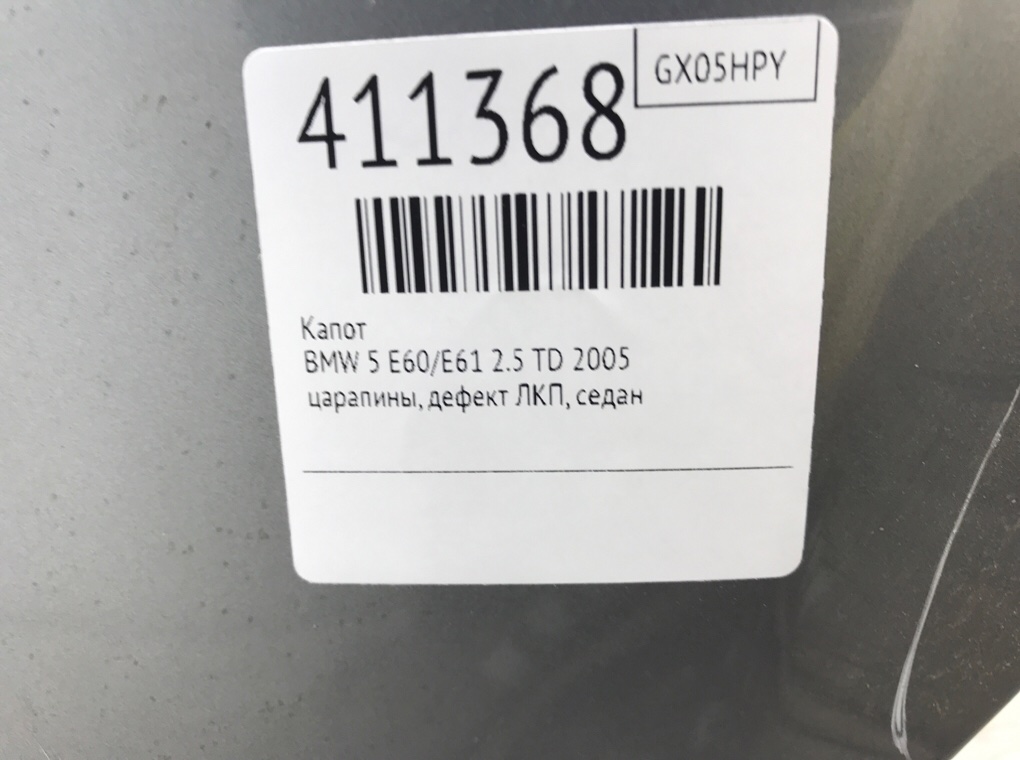 411368
GX05HPY
Капот
BMW 5 E60/E61 2.5 TD 2005
царапины, дефект ЛКП, седан